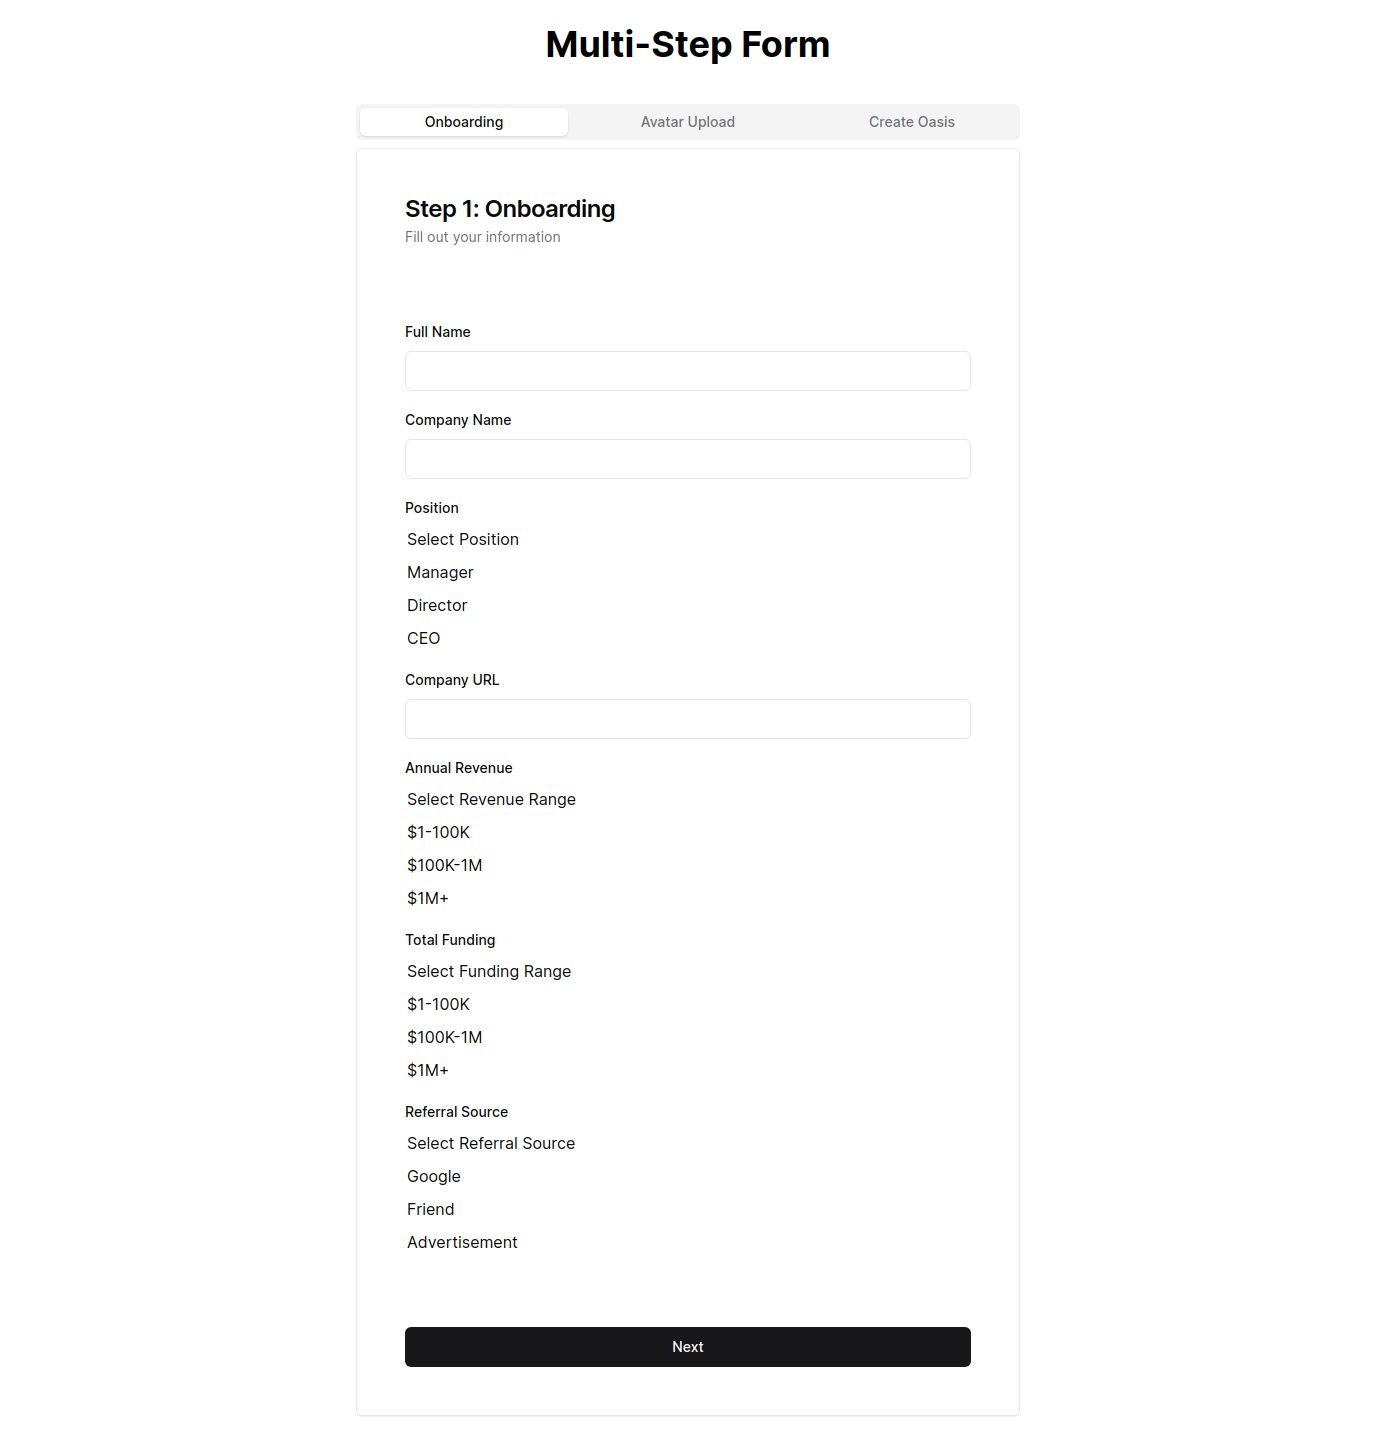 Multi-Step Form
Onboarding
Avatar Upload
Create Oasis
Step 1: Onboarding
Fill out your information
Full Name
Company Name
Position
Select Position
Manager
Director
CEO
Company URL
Annual Revenue
Select Revenue Range
$1-100K
$100K-1M
$1M+
Total Funding
Select Funding Range
$1-100K
$100K-1M
$1M+
Referral Source
Select Referral Source
Google
Friend
Advertisement
Next